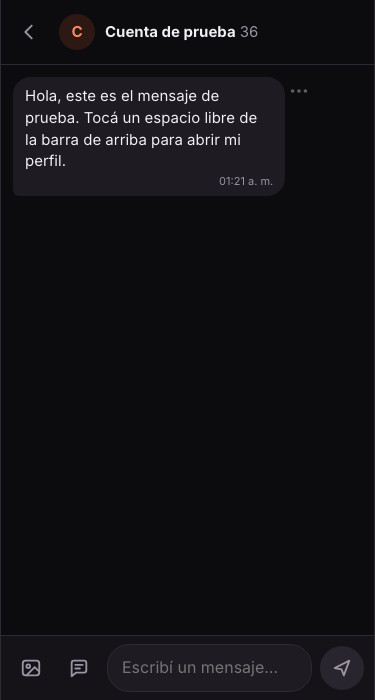 C Cuenta de prueba 36
Hola, este es el mensaje de
prueba. Tocá un espacio libre de
la barra de arriba para abrir mi
perfil.
01:21 a. m.
Escribí un mensaje...